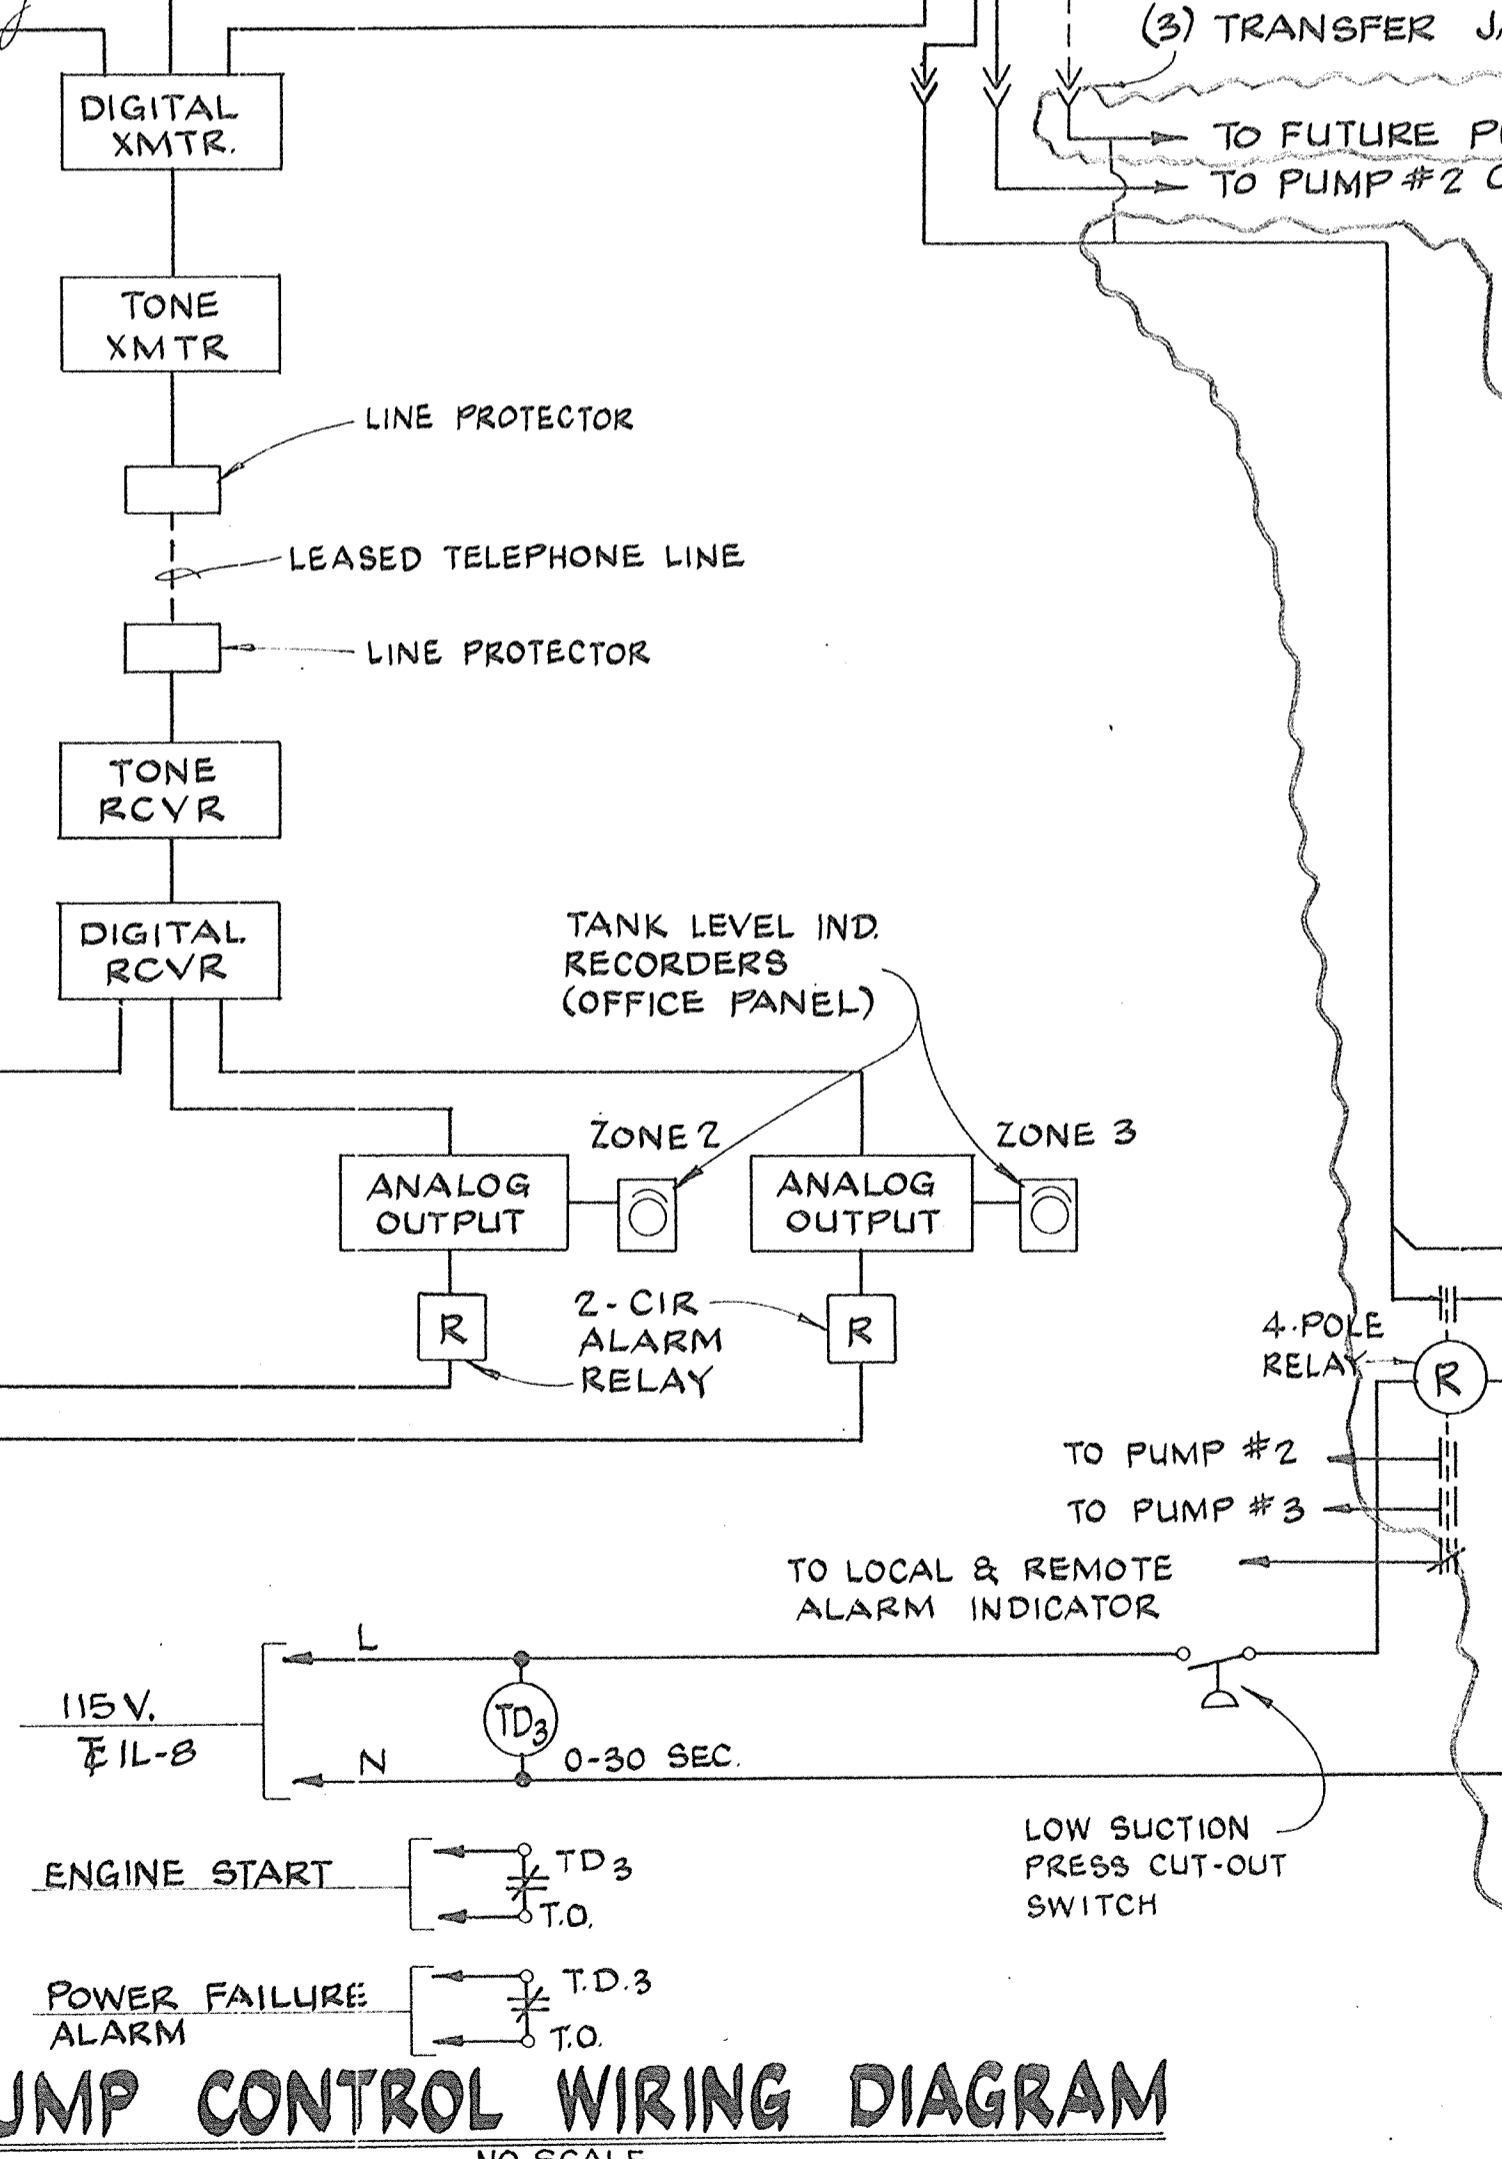 (3) TRANSFER
DIGITAL
XMTR.
TO FUTURE
TO PUMP #2
TONE
XMTR
LINE PROTECTOR
LEASED TELEPHONE LINE
LINE PROTECTOR
TONE
RCVR
DIGITAL
RCVR
TANK LEVEL IND.
RECORDERS
(OFFICE PANEL)
ZONE 2
ZONE 3
ANALOG
OUTPUT
ANALOG
OUTPUT
2-CIR
ALARM
RELAY
R
R
4-POLE
RELAY
R
TO PUMP #2
TO PUMP #3
TO LOCAL & REMOTE
ALARM INDICATOR
L
115 V.
IL-8
TD3
N
0-30 SEC.
LOW SUCTION
PRESS CUT-OUT
SWITCH
ENGINE START
TD3
T.O.
POWER FAILURE
ALARM
T.D.3
T.O.
UMP CONTROL WIRING DIAGRAM
NO SCALE